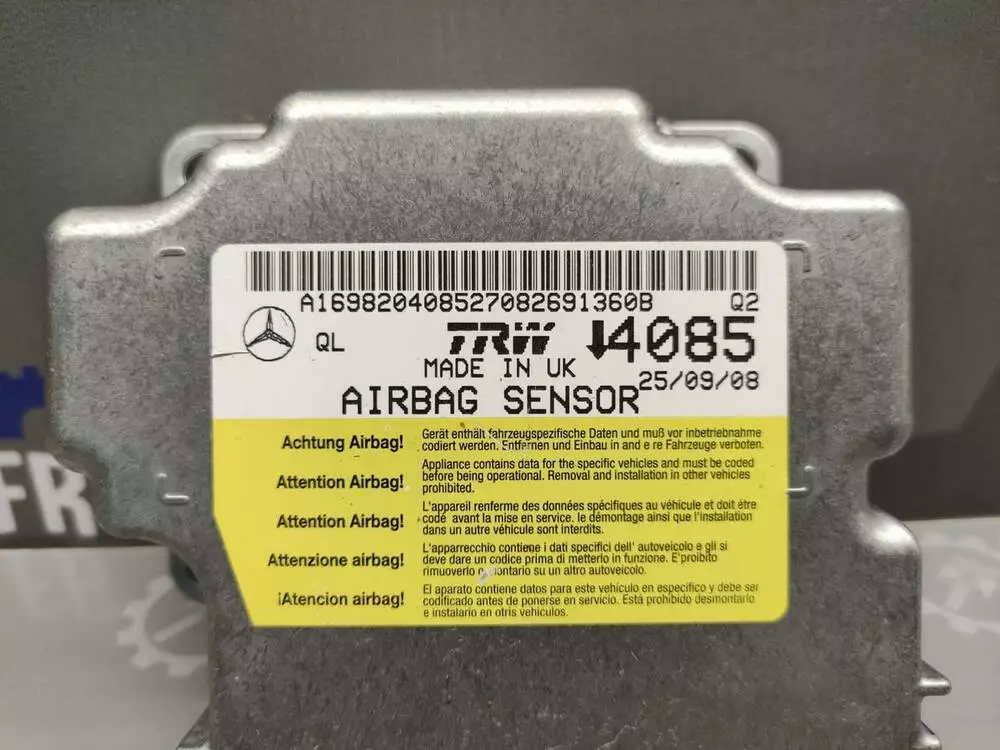 A169820408527082691360B Q2
QL TRW 4085
MADE IN UK
25/09/08
AIRBAG SENSOR
Achtung Airbag!
Gerät enthält fahrzeugspezifische Daten und muß vor inbetriebnahme
codiert werden. Entfernen und Einbau in and e re Fahrzeuge verboten.
Attention Airbag!
Appliance contains data for the specific vehicles and must be coded
before being operational. Removal and installation in other vehicles
prohibited.
Attention Airbag!
L'appareil renferme des données spécifiques au véhicule et doit être
codé avant la mise en service. le démontage ainsi que l'installation
dans un autre véhicule sont interdits.
Attenzione airbag!
L'apparrecchio contiene i dati specifici dell' autoveicolo e gli si
deve dare un codice prima di metterlo in funzione. E'proibito
rimuoverlo o montario su un altro autoveicolo.
¡Atencion airbag!
El aparato contiene datos para este vehículo en especifico y debe ser
codificado antes de ponerse en servicio. Está prohibido desmontarlo
e instalarlo en otris vehículos.
FR